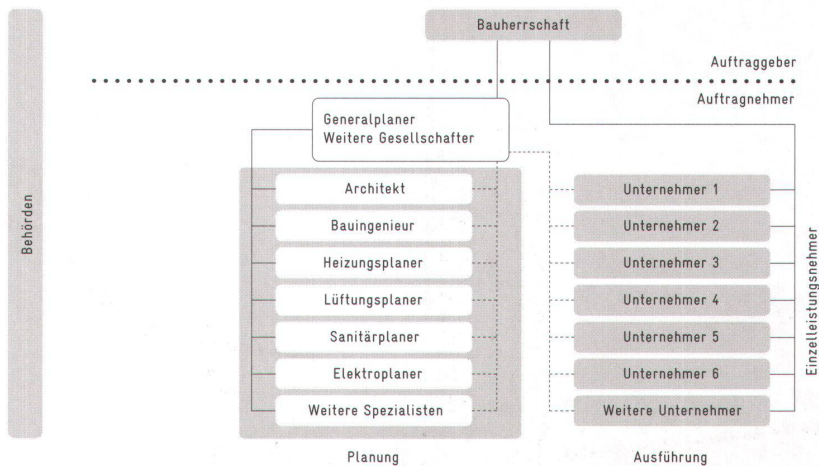 Bauherrschaft
Auftraggeber
Auftragnehmer
Generalplaner
Weitere Gesellschafter
Behörden
Architekt
Bauingenieur
Heizungsplaner
Lüftungsplaner
Sanitärplaner
Elektroplaner
Weitere Spezialisten
Planung
Unternehmer 1
Unternehmer 2
Unternehmer 3
Unternehmer 4
Unternehmer 5
Unternehmer 6
Weitere Unternehmer
Ausführung
Einzelleistungsnehmer